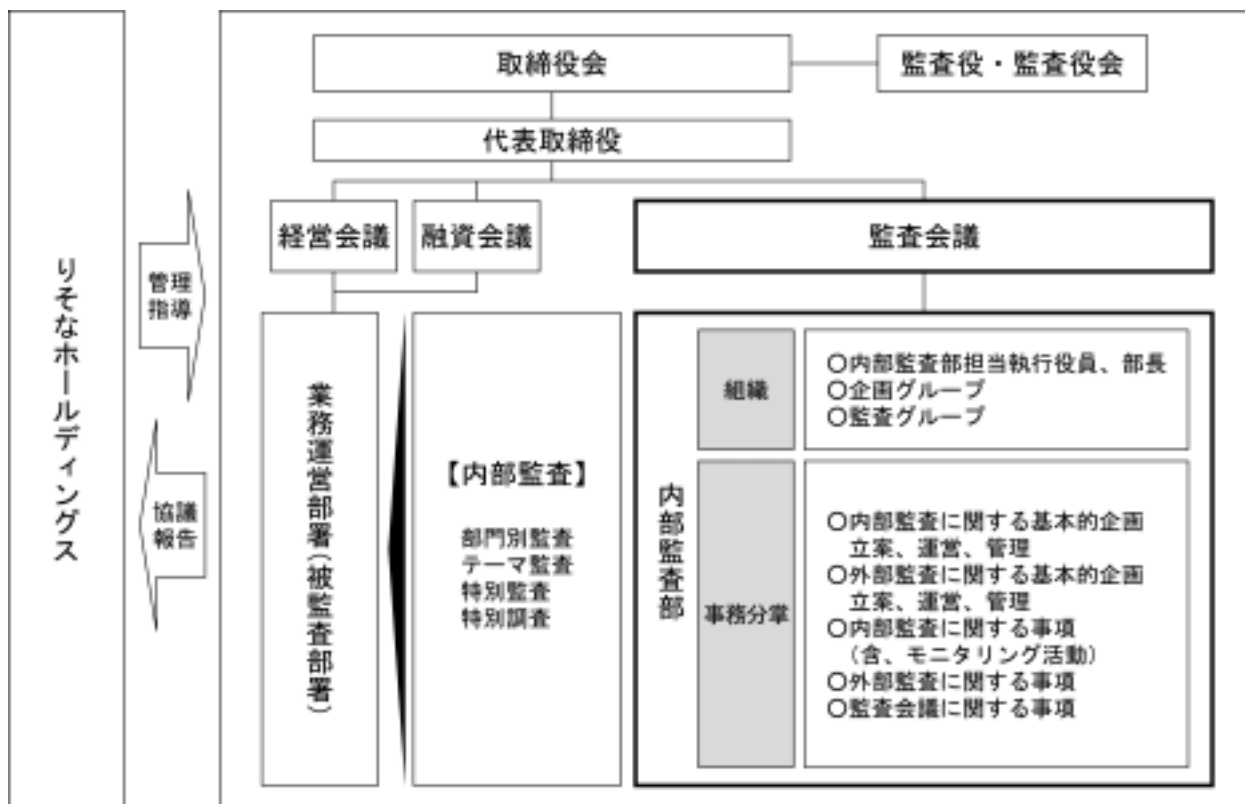 取締役会
監査役・監査役会
代表取締役
経営会議
融資会議
監査会議
りそなホールディングス
管理
指導
協議
報告
業務運営部署(被監査部署)
【内部監査】
部門別監査
テーマ監査
特別監査
特別調査
内部監査部
組織
〇内部監査部担当執行役員、部長
〇企画グループ
〇監査グループ
事務分掌
〇内部監査に関する基本的企画
立案、運営、管理
〇外部監査に関する基本的企画
立案、運営、管理
〇内部監査に関する事項
(含、モニタリング活動)
〇外部監査に関する事項
〇監査会議に関する事項